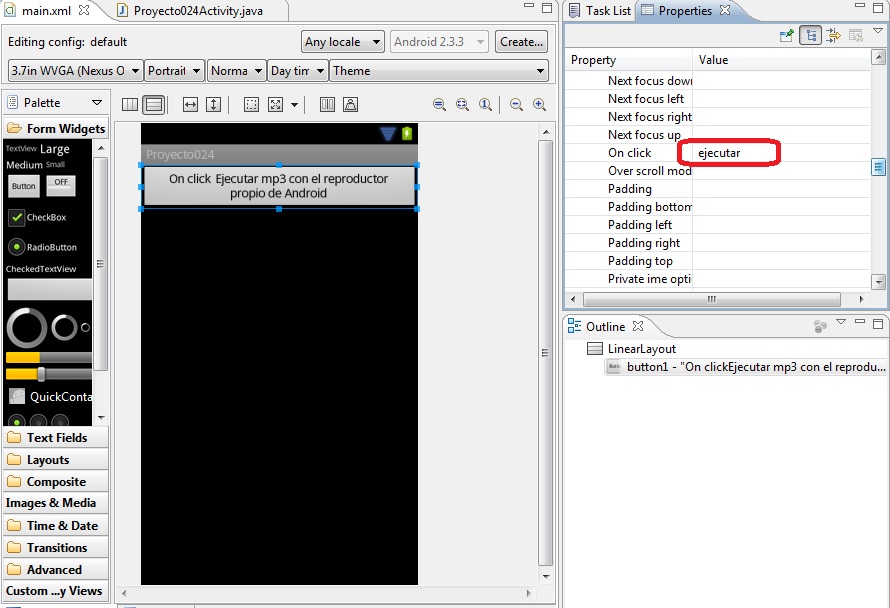 main.xml
Proyecto024Activity.java
Editing config: default
Any locale
Android 2.3.3
Create...
3.7in WVGA (Nexus O
Portrait
Norma
Day tim
Theme
Palette
Form Widgets
TextView Large
Medium Small
Button
OFF
CheckBox
RadioButton
CheckedTextView
QuickConta
Text Fields
Layouts
Composite
Images & Media
Time & Date
Transitions
Advanced
Custom ...y Views
Proyecto024
On click Ejecutar mp3 con el reproductor
propio de Android
Task List
Properties
Property Value
Next focus down
Next focus left
Next focus right
Next focus up
On click ejecutar
Over scroll mod
Padding
Padding bottom
Padding left
Padding right
Padding top
Private ime opti
Outline
LinearLayout
button1 - "On clickEjecutar mp3 con el reprodu...